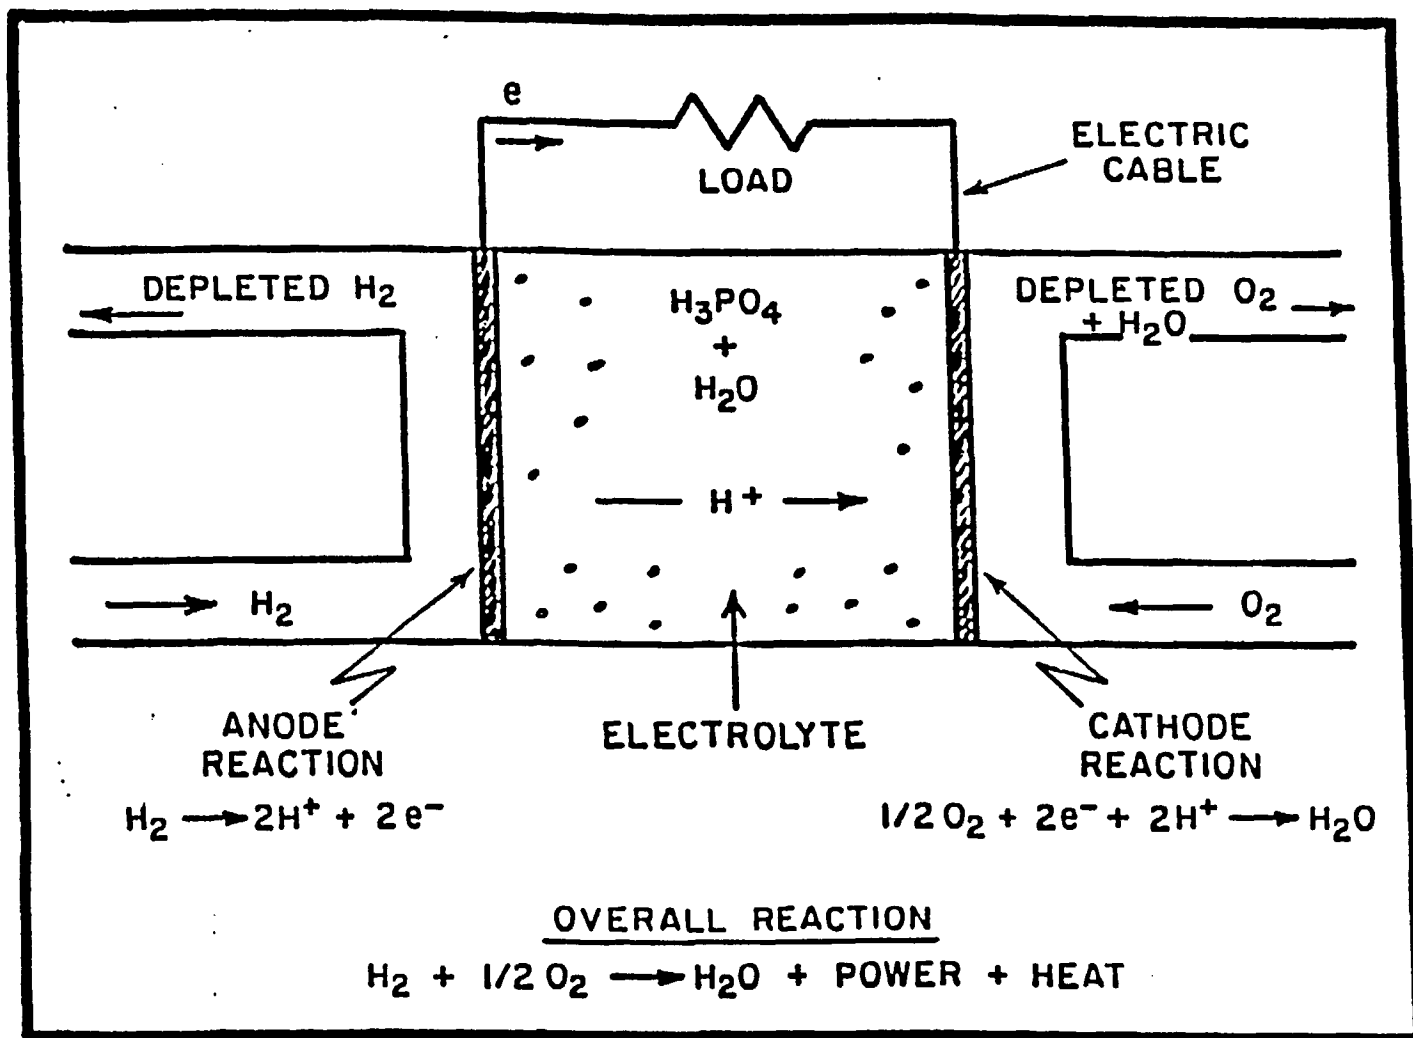 e
LOAD
ELECTRIC
CABLE
DEPLETED H₂
H₃PO₄
+
H₂O
DEPLETED O₂
+ H₂O
H⁺
H₂
O₂
ANODE
REACTION
H₂ → 2H⁺ + 2e⁻
ELECTROLYTE
CATHODE
REACTION
1/2 O₂ + 2e⁻ + 2H⁺ → H₂O
OVERALL REACTION
H₂ + 1/2 O₂ → H₂O + POWER + HEAT